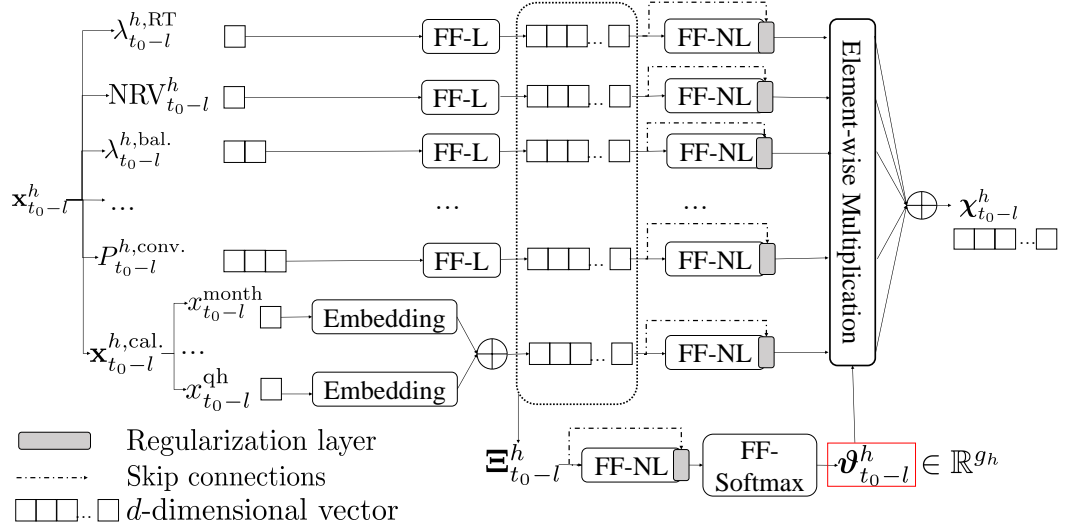 λ^{h,RT}_{t_0−l} FF-L ... FF-NL
NRV^h_{t_0−l} FF-L ... FF-NL
λ^{h,bal.}_{t_0−l} FF-L ... FF-NL
x^h_{t_0−l} ... ... ... Element-wise Multiplication χ^h_{t_0−l}
...
P^{h,conv.}_{t_0−l} FF-L ... FF-NL
x^{month}_{t_0−l} Embedding
x^{h,cal.}_{t_0−l} ... ... FF-NL
x^{qh}_{t_0−l} Embedding
Ξ^h_{t_0−l} FF-NL FF-Softmax ϑ^h_{t_0−l} ∈ ℝ^{g_h}
Regularization layer
Skip connections
... d-dimensional vector